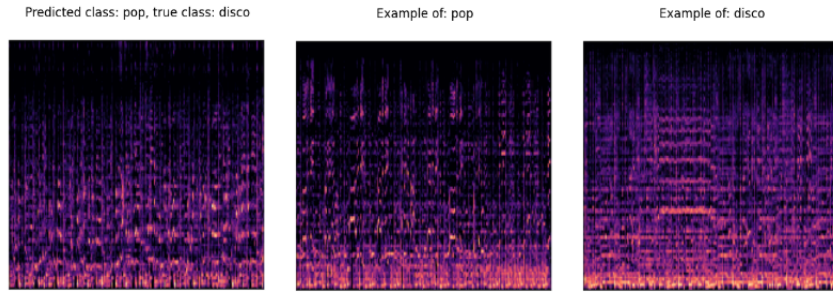 Predicted class: pop, true class: disco
Example of: pop
Example of: disco